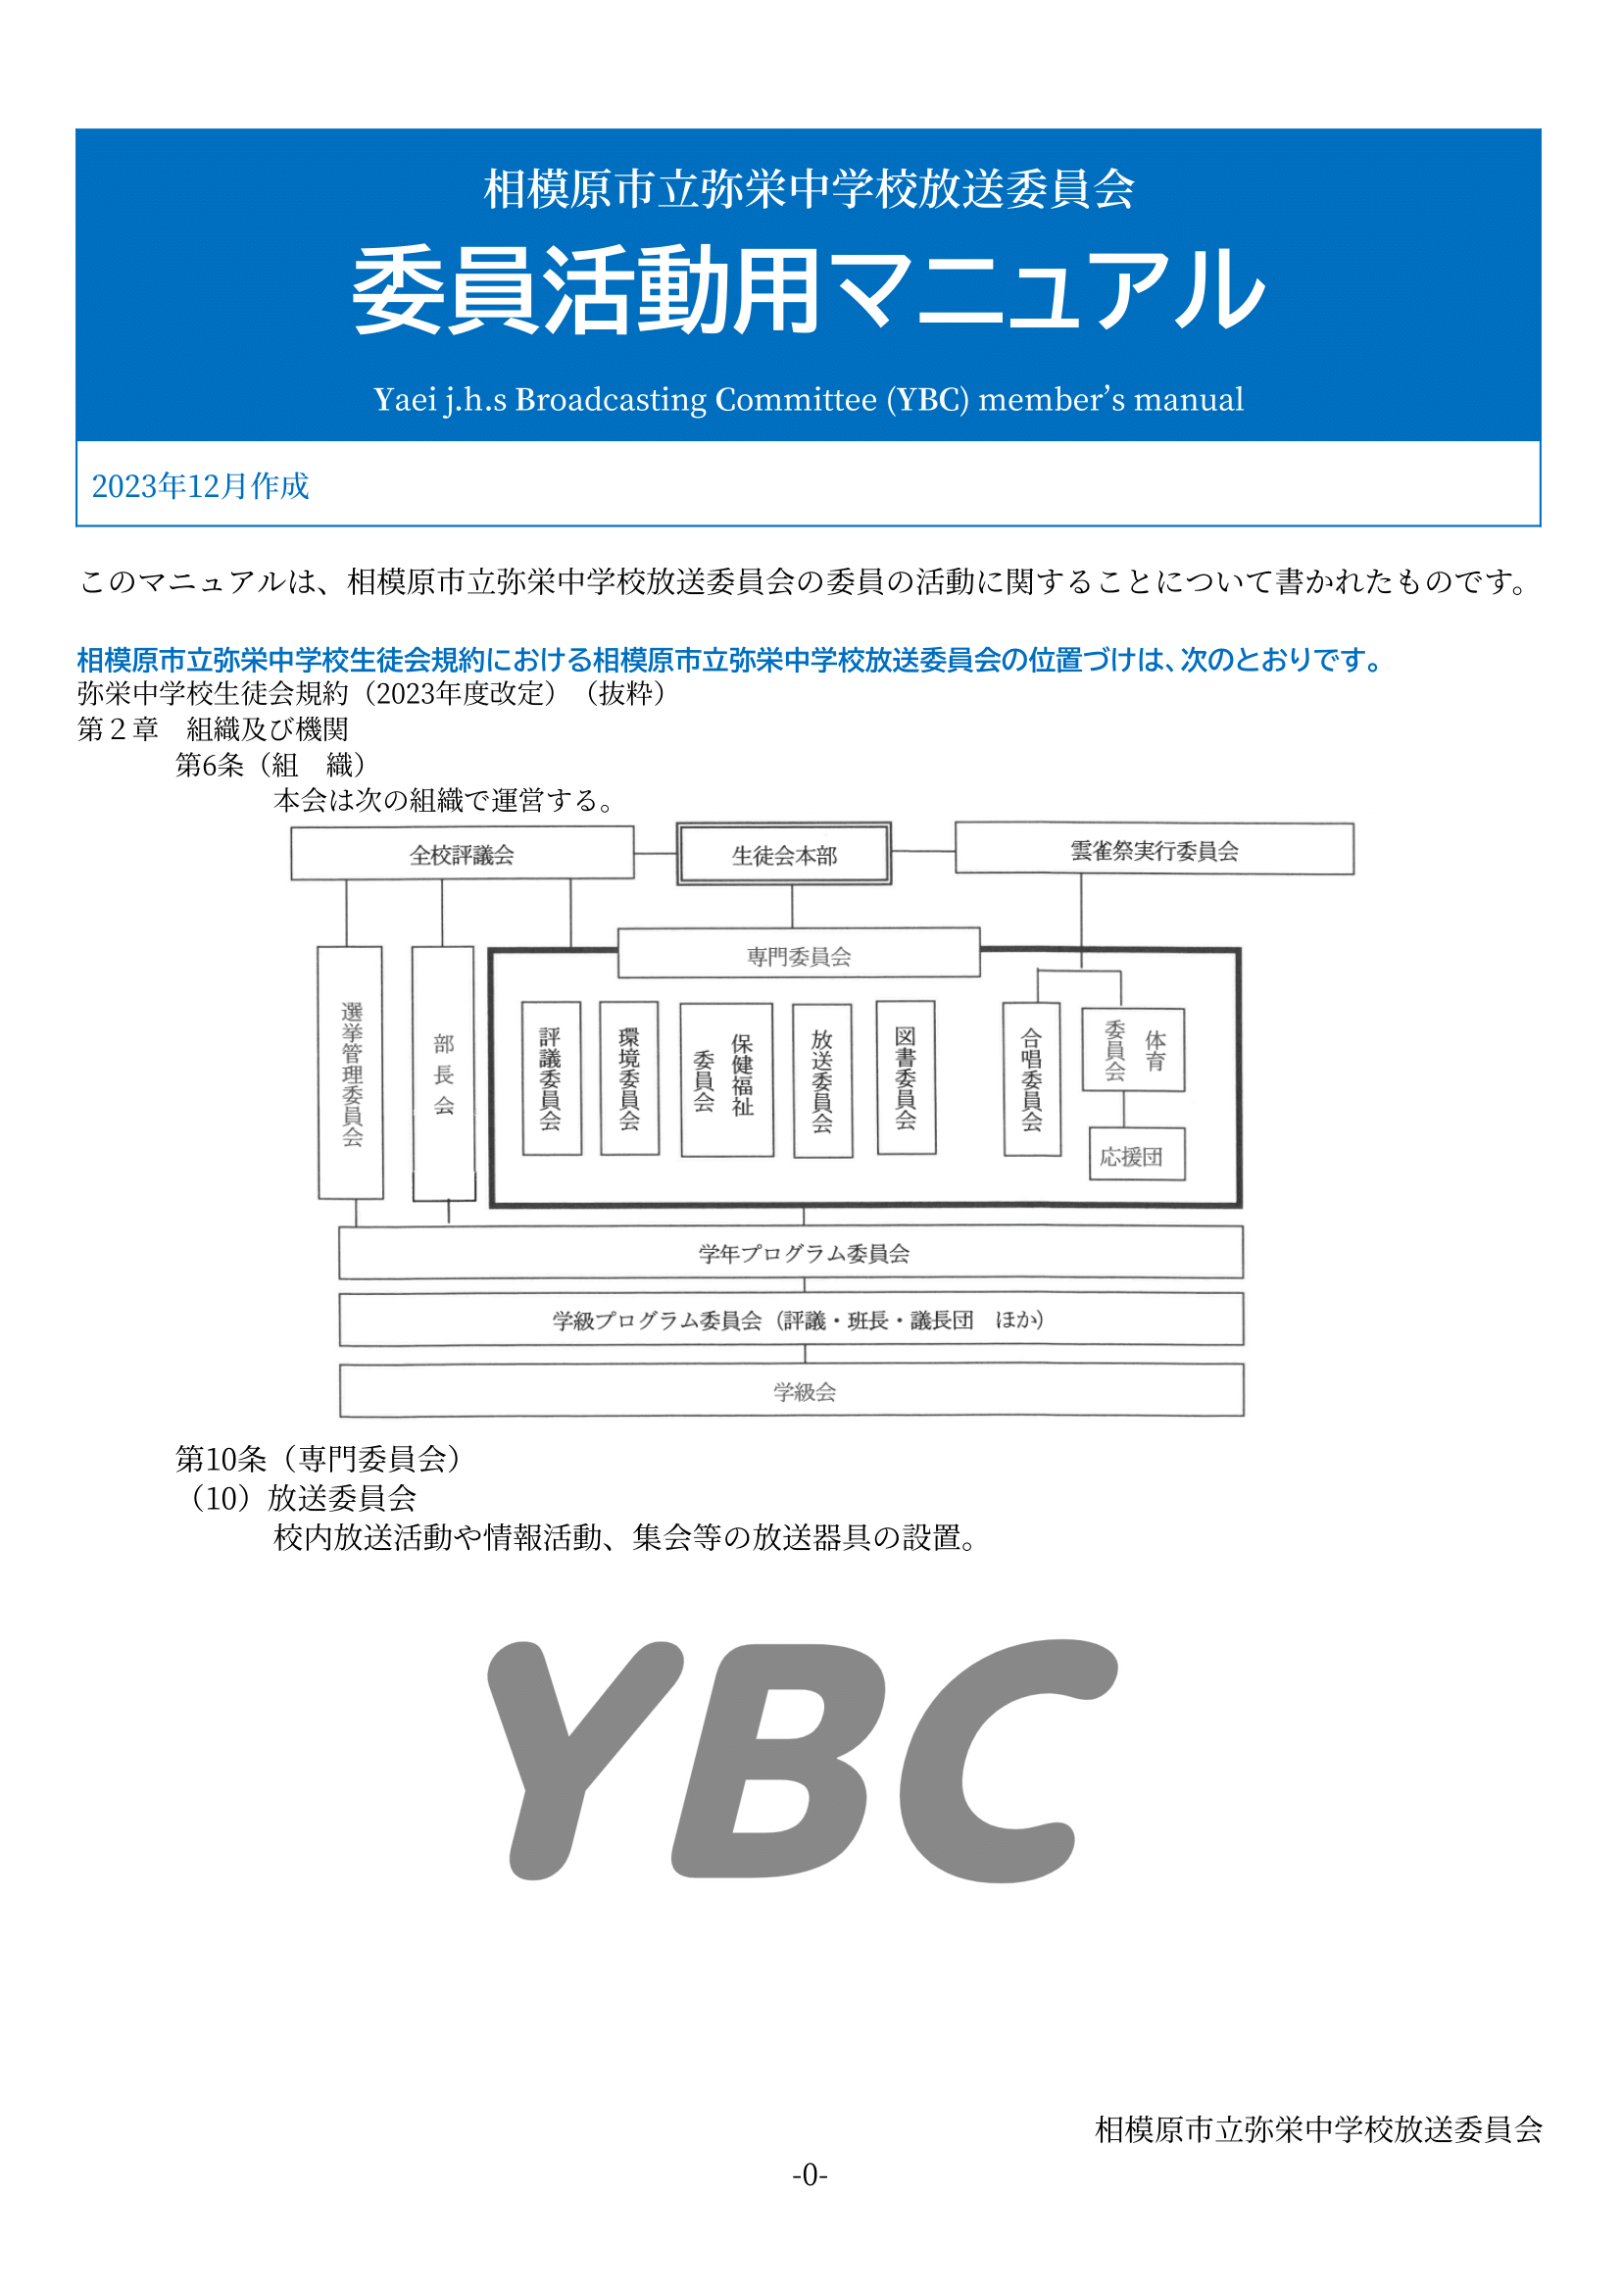 相模原市立弥栄中学校放送委員会
委員活動用マニュアル
Yaei j.h.s Broadcasting Committee (YBC) member's manual
2023年12月作成
このマニュアルは、相模原市立弥栄中学校放送委員会の委員の活動に関することについて書かれたものです。
相模原市立弥栄中学校生徒会規約における相模原市立弥栄中学校放送委員会の位置づけは、次のとおりです。
弥栄中学校生徒会規約（2023年度改定）（抜粋）
第２章　組織及び機関
第6条（組　織）
本会は次の組織で運営する。
全校評議会
生徒会本部
雲雀祭実行委員会
専門委員会
選挙管理委員会
部長会
評議委員会
環境委員会
保健福祉
委員会
放送委員会
図書委員会
合唱委員会
体育
委員会
応援団
学年プログラム委員会
学級プログラム委員会（評議・班長・議長団　ほか）
学級会
第10条（専門委員会）
（10）放送委員会
校内放送活動や情報活動、集会等の放送器具の設置。
YBC
相模原市立弥栄中学校放送委員会
-0-